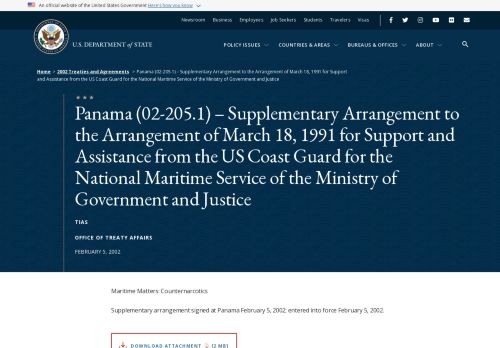 An official website of the United States Government Here's how you know
Newsroom Business Employers Job Seekers Students Travelers Visas
U.S. DEPARTMENT of STATE
POLICY ISSUES COUNTRIES & AREAS BUREAUS & OFFICES ABOUT
Home > 2002 Treaties and Agreements > Panama (02-205.1) – Supplementary Arrangement to the Arrangement of March 18, 1991 for Support
and Assistance from the US Coast Guard for the National Maritime Service of the Ministry of Government and Justice
Panama (02-205.1) – Supplementary Arrangement to
the Arrangement of March 18, 1991 for Support and
Assistance from the US Coast Guard for the
National Maritime Service of the Ministry of
Government and Justice
TIAS
OFFICE OF TREATY AFFAIRS
FEBRUARY 5, 2002
Maritime Matters: Counternarcotics
Supplementary arrangement signed at Panama February 5, 2002; entered into force February 5, 2002.
DOWNLOAD ATTACHMENT [2 MB]